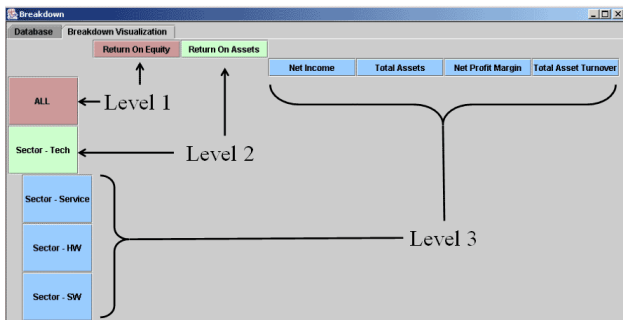 Breakdown
Database Breakdown Visualization
Return On Equity Return On Assets
Net Income Total Assets Net Profit Margin Total Asset Turnover
ALL
Level 1
Sector - Tech
Level 2
Sector - Service
Sector - HW
Level 3
Sector - SW